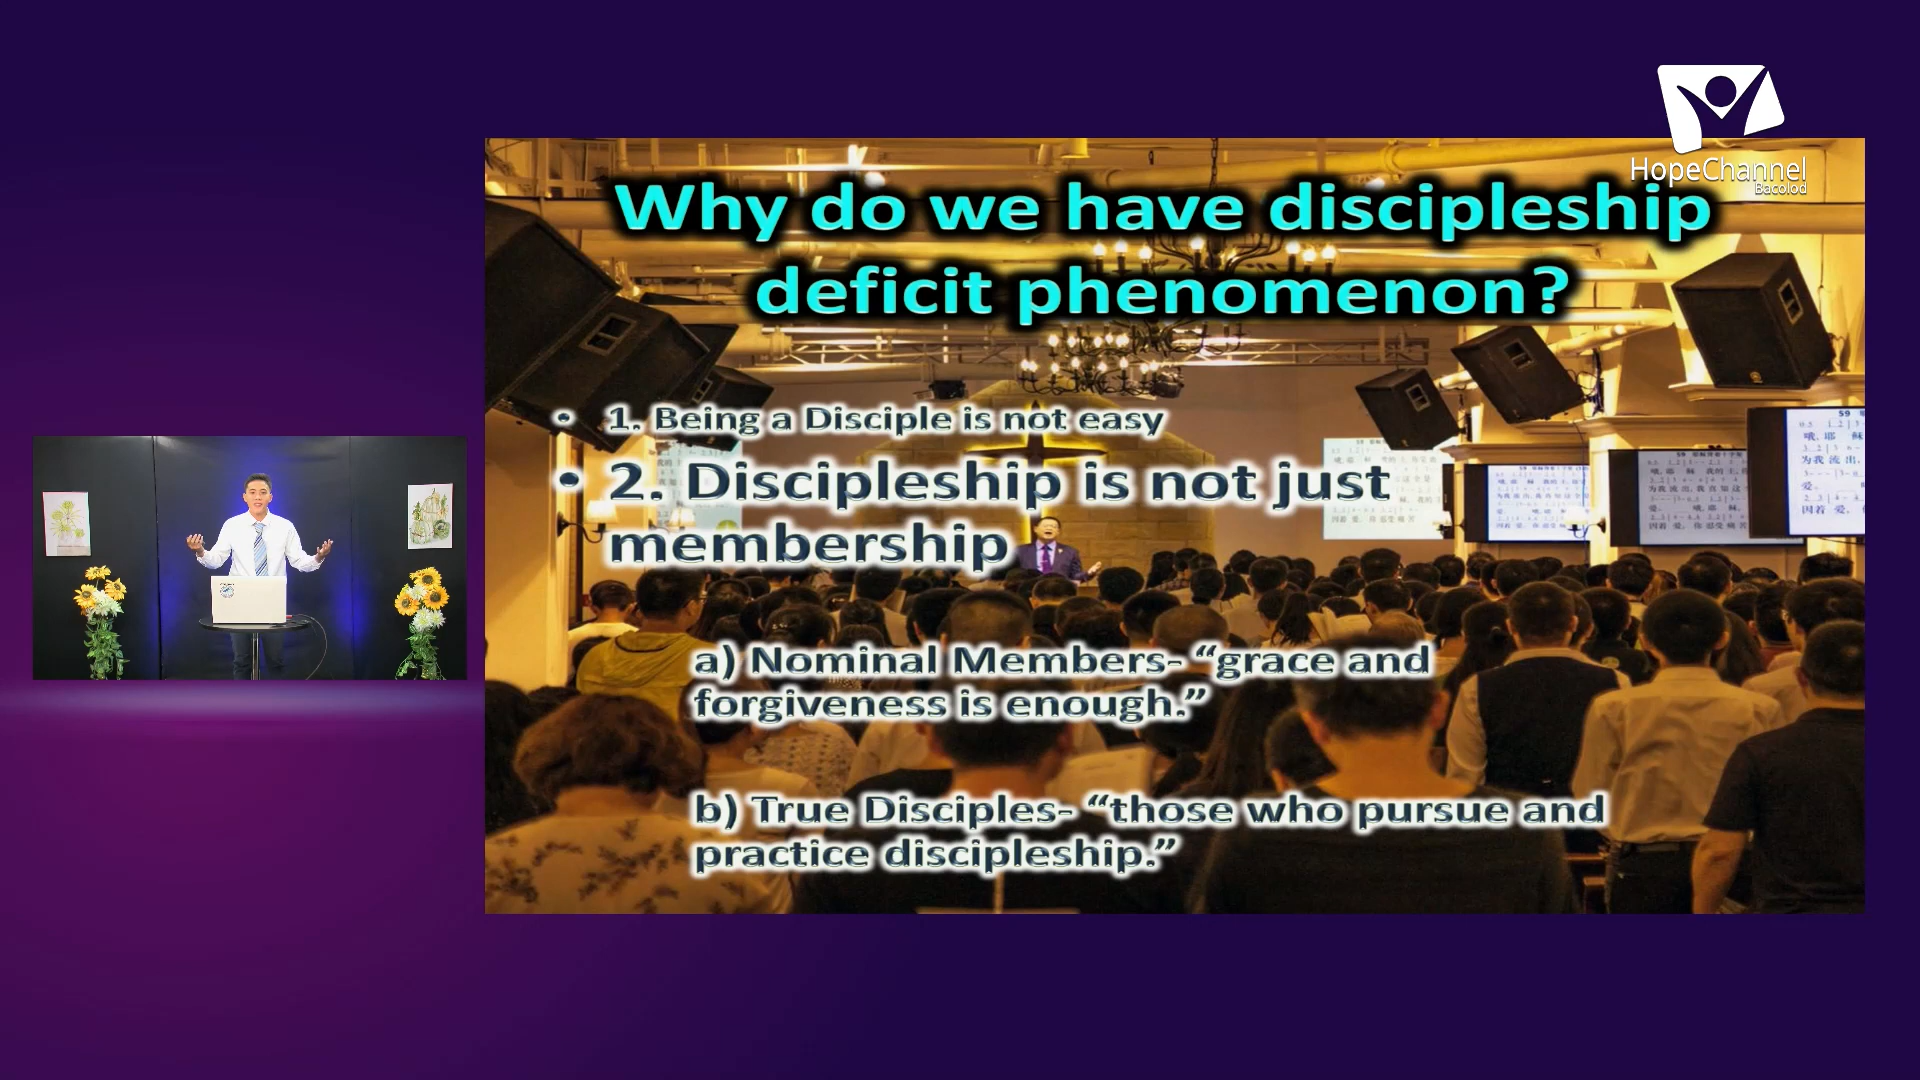 HopeChannel
Bacolod
Why do we have discipleship
deficit phenomenon?
• 1. Being a Disciple is not easy
• 2. Discipleship is not just
membership
a) Nominal Members- “grace and
forgiveness is enough.”
b) True Disciples- “those who pursue and
practice discipleship.”